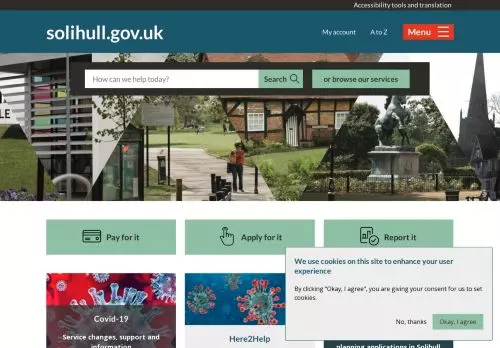 Accessibility tools and translation
solihull.gov.uk
My account
A to Z
Menu
How can we help today?
Search
or browse our services
LE
Pay for it
Apply for it
Report it
We use cookies on this site to enhance your user
experience
By clicking "Okay, I agree", you are giving your consent for us to set
cookies.
No, thanks
Okay, I agree
Covid-19
Service changes, support and
information
Here2Help
planning applications in Solihull